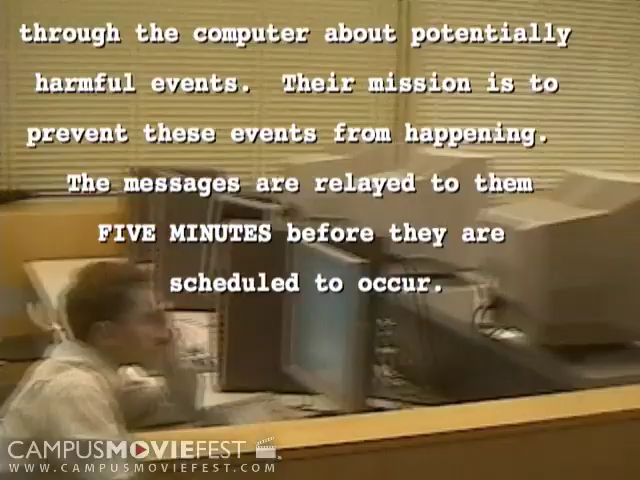 through the computer about potentially
harmful events. Their mission is to
prevent these events from happening.
The messages are relayed to them
FIVE MINUTES before they are
scheduled to occur.
CAMPUSMOVIEFEST
WWW.CAMPUSMOVIEFEST.COM